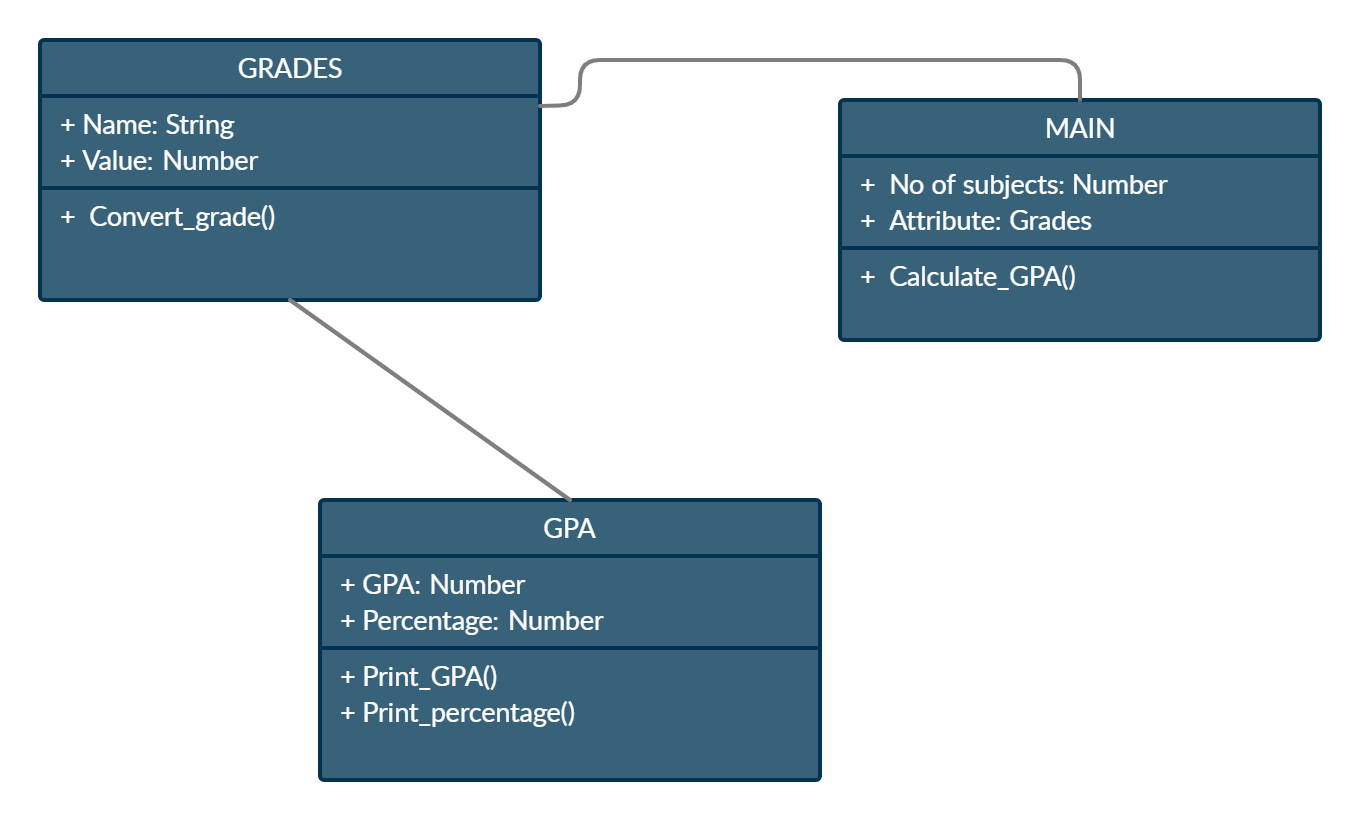 GRADES
+ Name: String
+ Value: Number
+ Convert_grade()
MAIN
+ No of subjects: Number
+ Attribute: Grades
+ Calculate_GPA()
GPA
+ GPA: Number
+ Percentage: Number
+ Print_GPA()
+ Print_percentage()